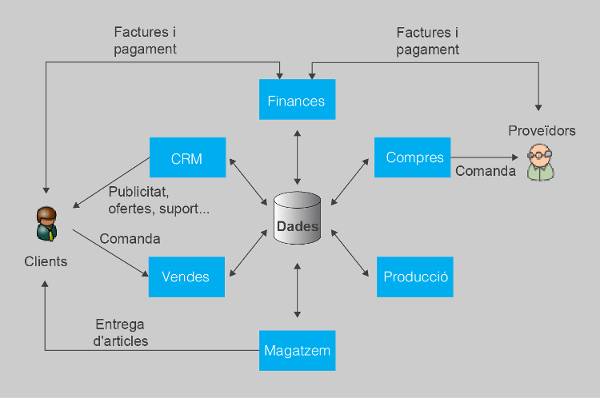 Factures i
pagament
Factures i
pagament
Finances
Proveïdors
CRM
Compres
Comanda
Publicitat,
ofertes, suport...
Dades
Comanda
Clients
Vendes
Producció
Entrega
d'articles
Magatzem